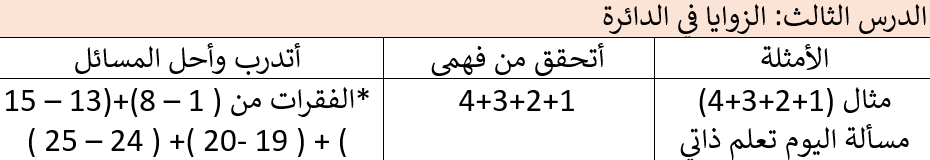 الدرس الثالث: الزوايا في الدائرة
الأمثلة
أتحقق من فهمى
أتدرب وأحل المسائل
مثال (1+2+3+4)
مسألة اليوم تعلم ذاتي
1+2+3+4
*الفقرات من ( 1 – 8)+(13 – 15
) + ( 19 -20 )+ ( 24 – 25 )